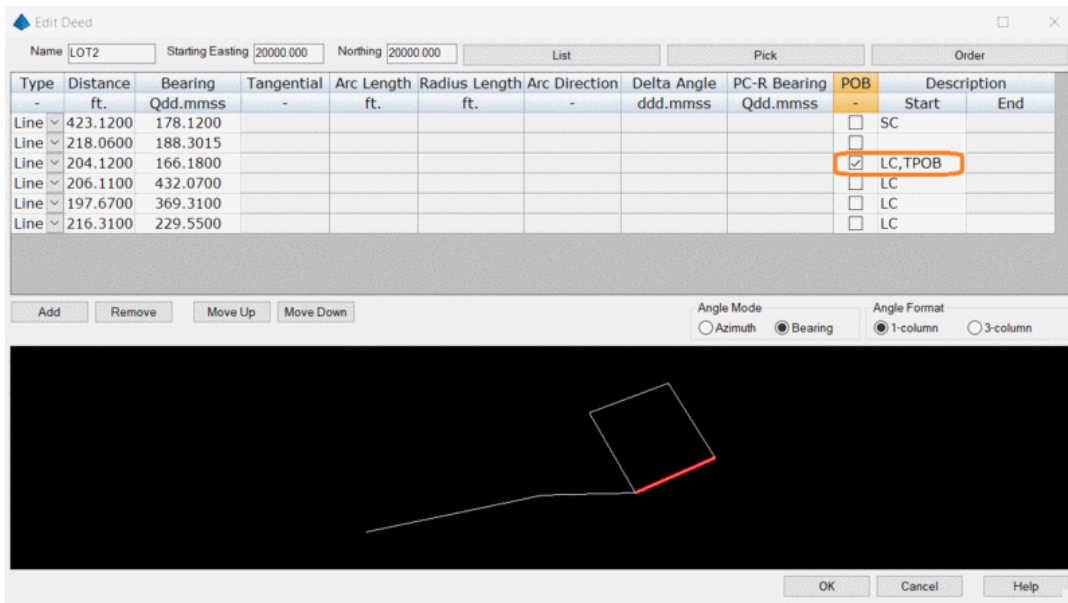 Edit Deed
Name LOT2 Starting Easting 20000.000 Northing 20000.000 List Pick Order
Type Distance Bearing Tangential Arc Length Radius Length Arc Direction Delta Angle PC-R Bearing POB Description
- ft. Qdd.mmss - ft. ft. - ddd.mmss Qdd.mmss - Start End
Line 423.1200 178.1200 SC
Line 218.0600 188.3015
Line 204.1200 166.1800 LC,TPOB
Line 206.1100 432.0700 LC
Line 197.6700 369.3100 LC
Line 216.3100 229.5500 LC
Add Remove Move Up Move Down
Angle Mode Angle Format
Azimuth Bearing 1-column 3-column
OK Cancel Help